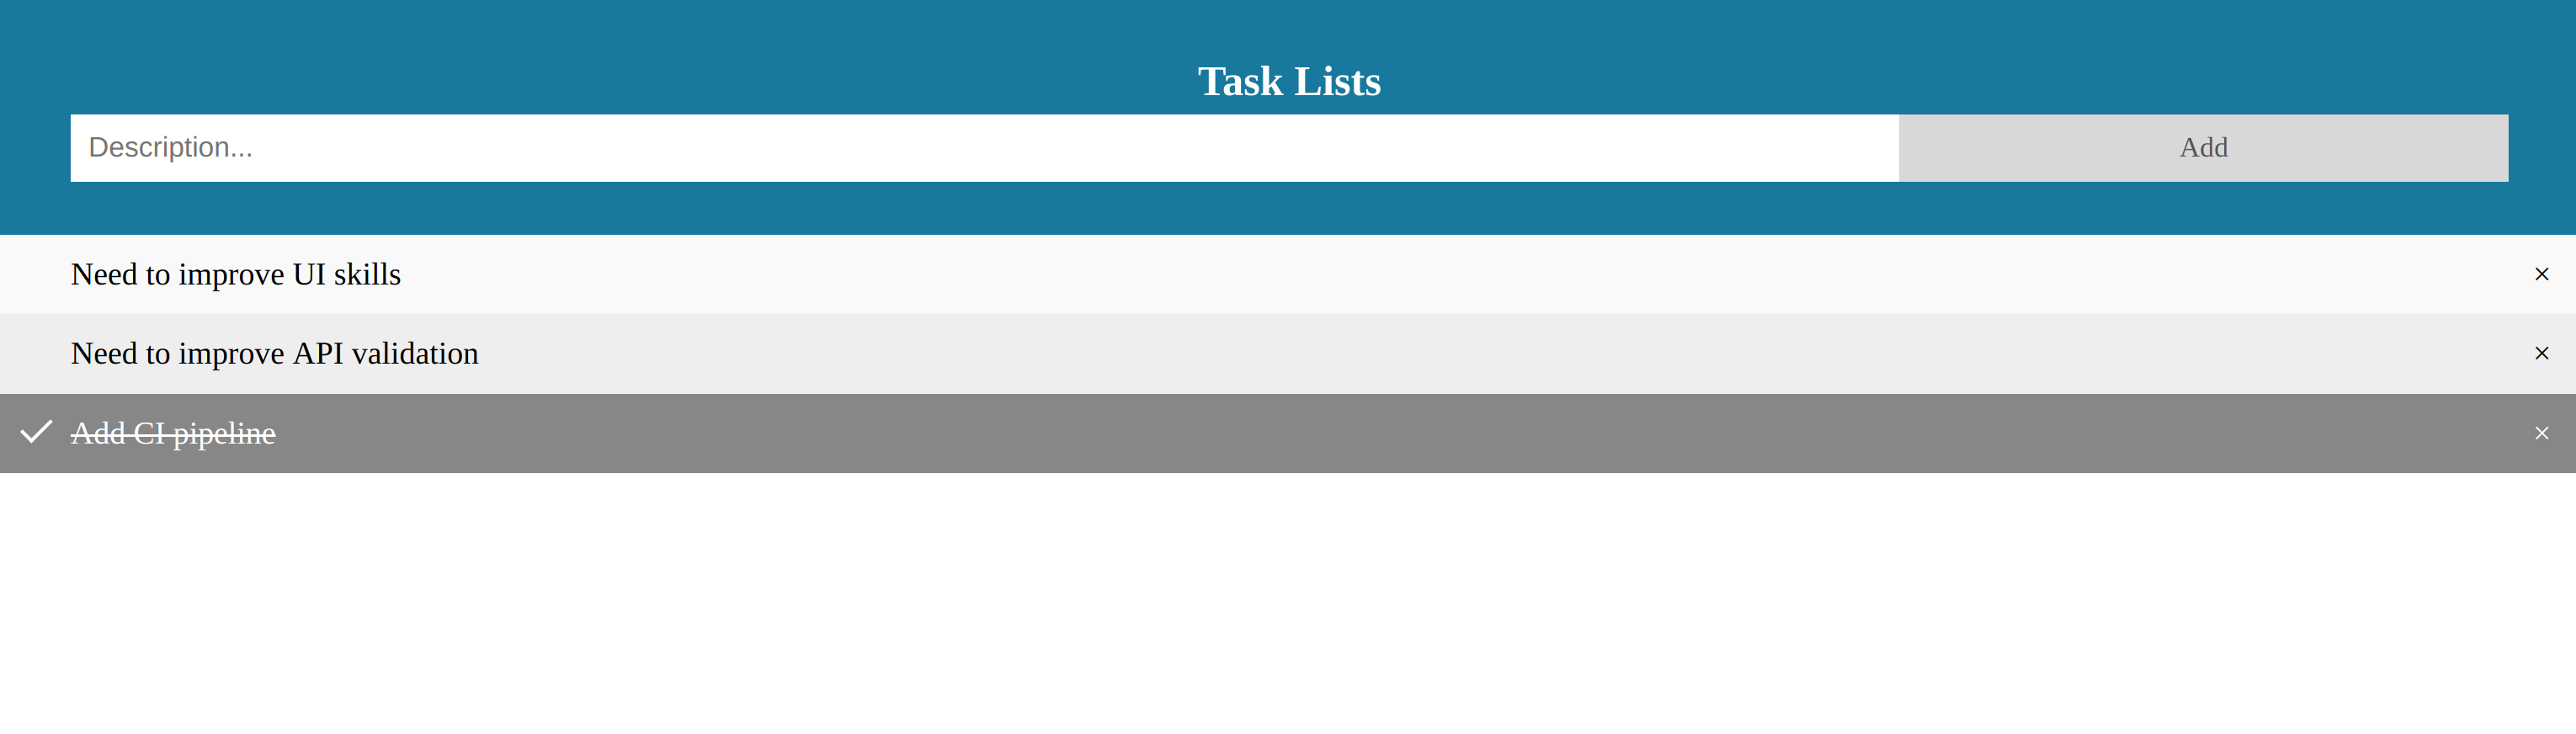 Task Lists
Description...
Add
Need to improve UI skills ×
Need to improve API validation ×
Add CI pipeline ×